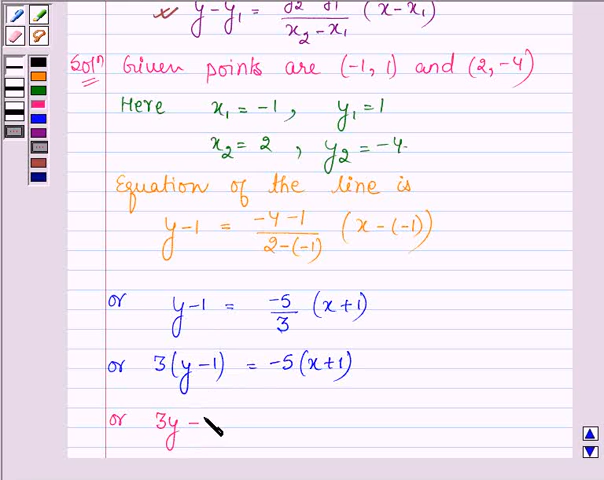 y-y₁ = y₂-y₁/x₂-x₁ (x-x₁)
Solⁿ Given points are (-1, 1) and (2, -4)
Here x₁ = -1, y₁ = 1
x₂ = 2, y₂ = -4.
Equation of the line is
y-1 = -4-1/2-(-1) (x-(-1))
or y-1 = -5/3 (x+1)
or 3(y-1) = -5(x+1)
or 3y -